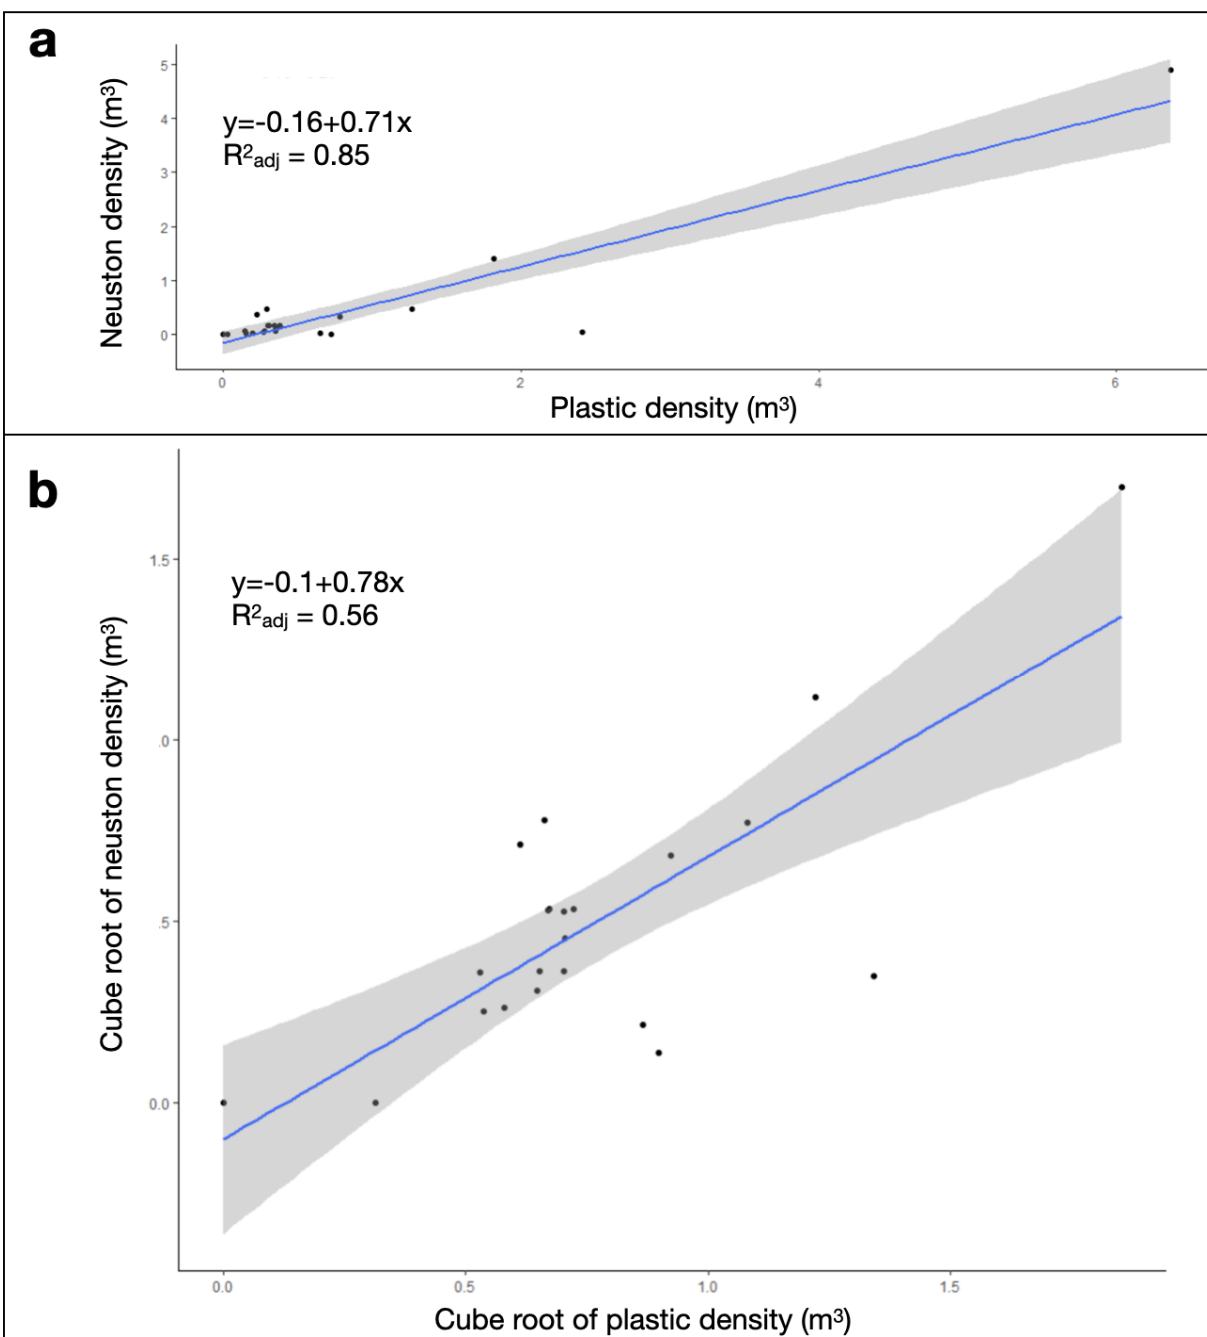 a
Neuston density (m³)
5
4
3
2
1
0
y=-0.16+0.71x
R²adj = 0.85
0 2 4 6
Plastic density (m³)
b
Cube root of neuston density (m³)
1.5
.0
.5
0.0
y=-0.1+0.78x
R²adj = 0.56
0.0 0.5 1.0 1.5
Cube root of plastic density (m³)